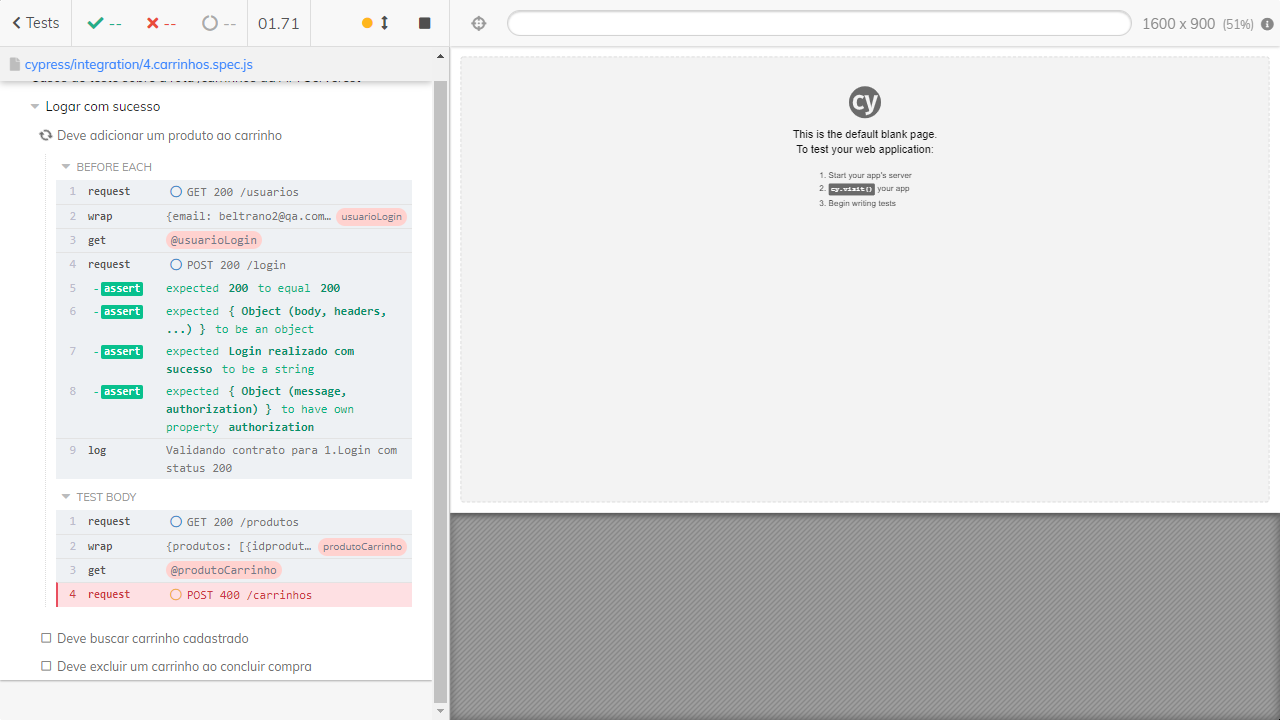 Tests
--
--
--
01.71
1600 x 900 (51%)
cypress/integration/4.carrinhos.spec.js
Logar com sucesso
Deve adicionar um produto ao carrinho
BEFORE EACH
1 request GET 200 /usuarios
2 wrap {email: beltrano2@qa.com… usuarioLogin
3 get @usuarioLogin
4 request POST 200 /login
5 -assert expected 200 to equal 200
6 -assert expected { Object (body, headers,
...) } to be an object
7 -assert expected Login realizado com
sucesso to be a string
8 -assert expected { Object (message,
authorization) } to have own
property authorization
9 log Validando contrato para 1.Login com
status 200
TEST BODY
1 request GET 200 /produtos
2 wrap {produtos: [{idprodut… produtoCarrinho
3 get @produtoCarrinho
4 request POST 400 /carrinhos
Deve buscar carrinho cadastrado
Deve excluir um carrinho ao concluir compra
cy
This is the default blank page.
To test your web application:
1. Start your app's server
2. cy.visit() your app
3. Begin writing tests